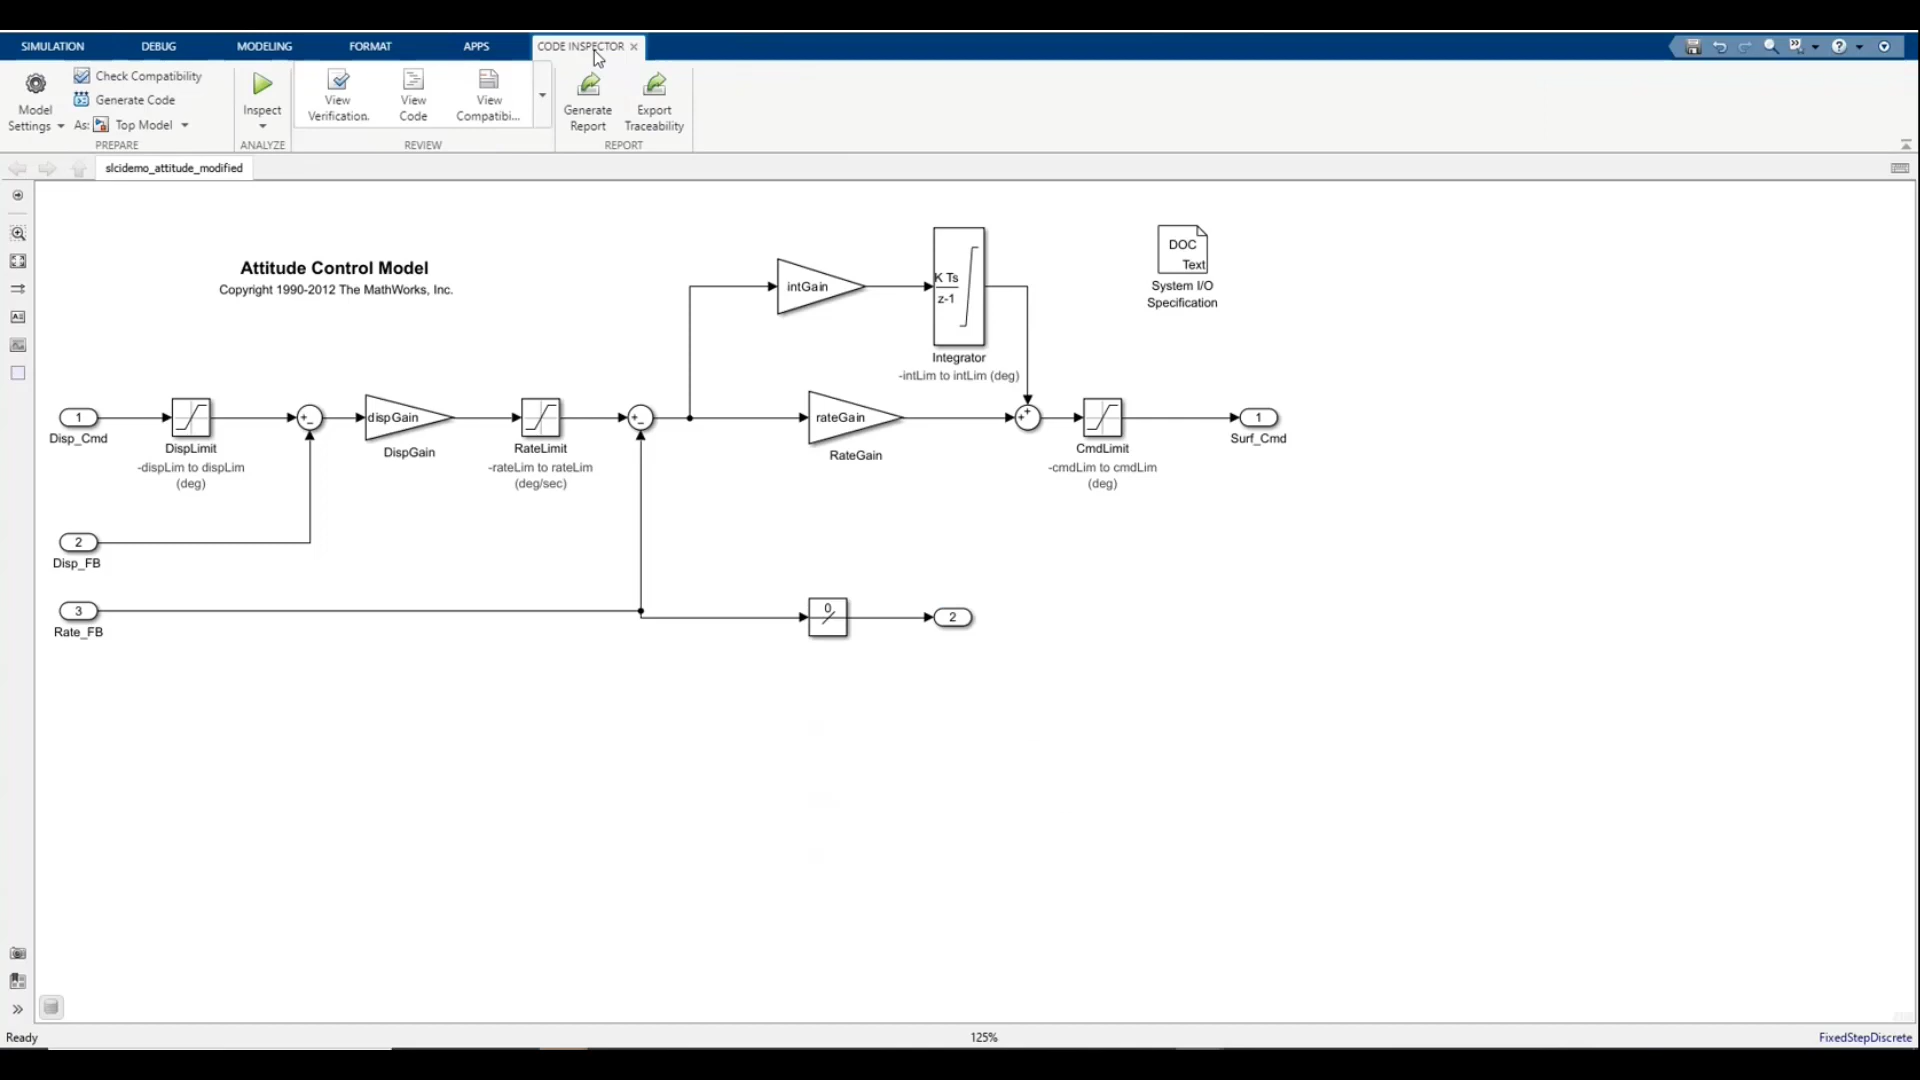 SIMULATION
DEBUG
MODELING
FORMAT
APPS
CODE INSPECTOR
Model
Settings
Check Compatibility
Generate Code
As:
Top Model
PREPARE
Inspect
ANALYZE
View
Verification.
View
Code
View
Compatibi...
REVIEW
Generate
Report
Export
Traceability
REPORT
slcidemo_attitude_modified
Attitude Control Model
Copyright 1990-2012 The MathWorks, Inc.
intGain
K Ts
z-1
Integrator
-intLim to intLim (deg)
DOC
Text
System I/O
Specification
1
Disp_Cmd
DispLimit
-dispLim to dispLim
(deg)
dispGain
DispGain
RateLimit
-rateLim to rateLim
(deg/sec)
rateGain
RateGain
CmdLimit
-cmdLim to cmdLim
(deg)
1
Surf_Cmd
2
Disp_FB
3
Rate_FB
0
2
Ready
125%
FixedStepDiscrete